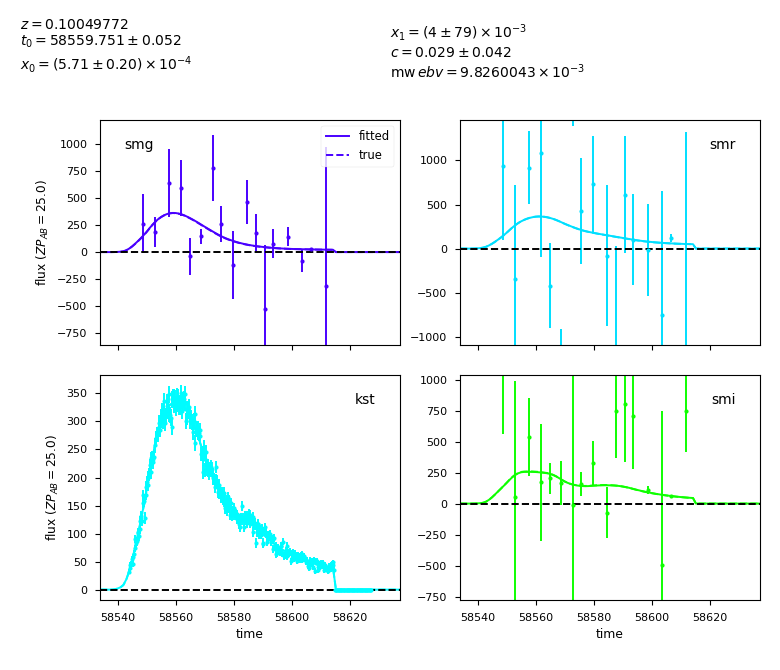 z = 0.10049772
t₀ = 58559.751 ± 0.052
x₀ = (5.71 ± 0.20) × 10⁻⁴
x₁ = (4 ± 79) × 10⁻³
c = 0.029 ± 0.042
mw ebv = 9.8260043 × 10⁻³
smg
fitted
true
1000
750
500
250
0
−250
−500
−750
flux (ZP_AB = 25.0)
smr
1000
500
0
−500
−1000
kst
350
300
250
200
150
100
50
0
flux (ZP_AB = 25.0)
58540 58560 58580 58600 58620
time
smi
1000
750
500
250
0
−250
−500
−750
58540 58560 58580 58600 58620
time